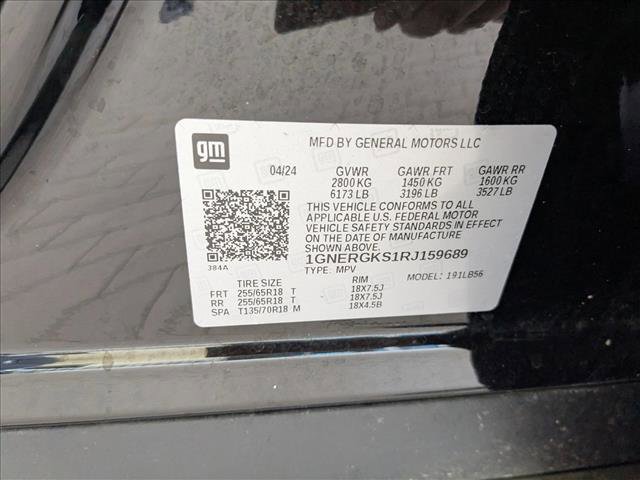 gm
MFD BY GENERAL MOTORS LLC
04/24 GVWR GAWR FRT GAWR RR
2800 KG 1450 KG 1600 KG
6173 LB 3196 LB 3527 LB
THIS VEHICLE CONFORMS TO ALL
APPLICABLE U.S. FEDERAL MOTOR
VEHICLE SAFETY STANDARDS IN EFFECT
ON THE DATE OF MANUFACTURE
SHOWN ABOVE.
1GNERGKS1RJ159689
384A TYPE: MPV MODEL: 191LB56
TIRE SIZE RIM
FRT 255/65R18 T 18X7.5J
RR 255/65R18 T 18X7.5J
SPA T135/70R18 M 18X4.5B